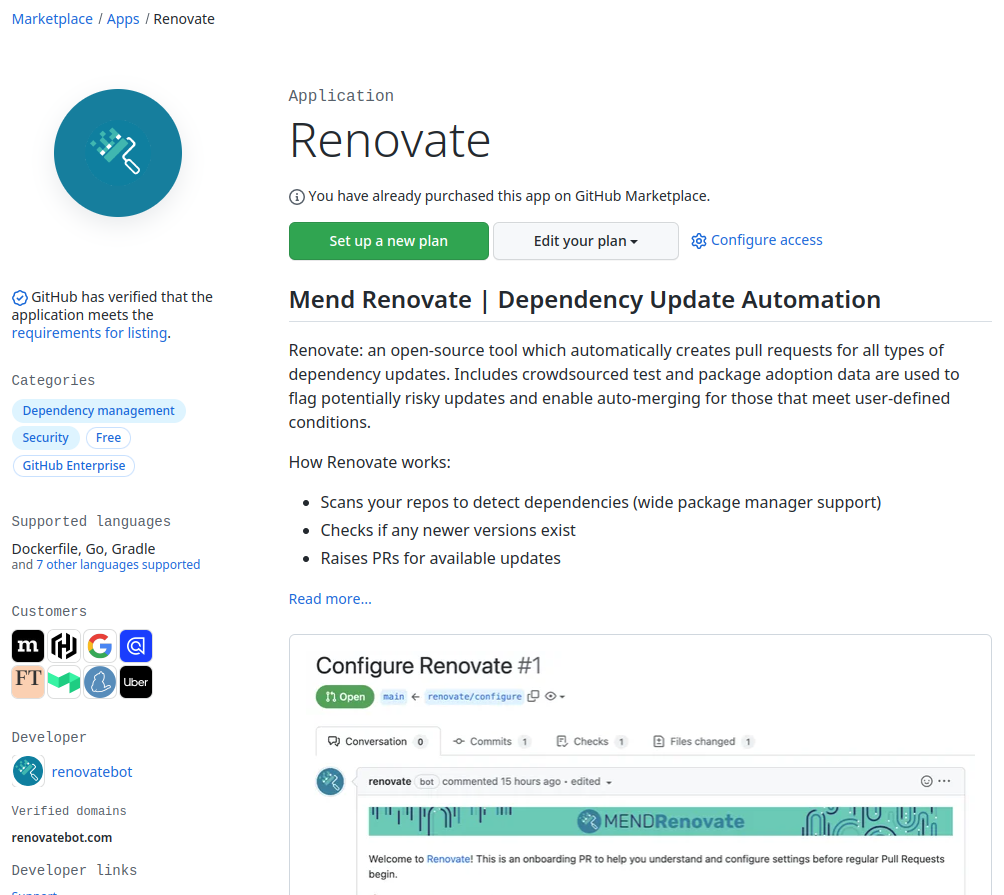 Marketplace / Apps / Renovate
Application
Renovate
You have already purchased this app on GitHub Marketplace.
Set up a new plan
Edit your plan
Configure access
GitHub has verified that the
application meets the
requirements for listing.
Categories
Dependency management
Security
Free
GitHub Enterprise
Supported languages
Dockerfile, Go, Gradle
and 7 other languages supported
Customers
m
G
FT
Uber
Developer
renovatebot
Verified domains
renovatebot.com
Developer links
Mend Renovate | Dependency Update Automation
Renovate: an open-source tool which automatically creates pull requests for all types of
dependency updates. Includes crowdsourced test and package adoption data are used to
flag potentially risky updates and enable auto-merging for those that meet user-defined
conditions.
How Renovate works:
• Scans your repos to detect dependencies (wide package manager support)
• Checks if any newer versions exist
• Raises PRs for available updates
Read more...
Configure Renovate #1
Open
main ← renovate/configure
Conversation 0
Commits 1
Checks 1
Files changed 1
renovate bot commented 15 hours ago • edited
MENDRenovate
Welcome to Renovate! This is an onboarding PR to help you understand and configure settings before regular Pull Requests
begin.